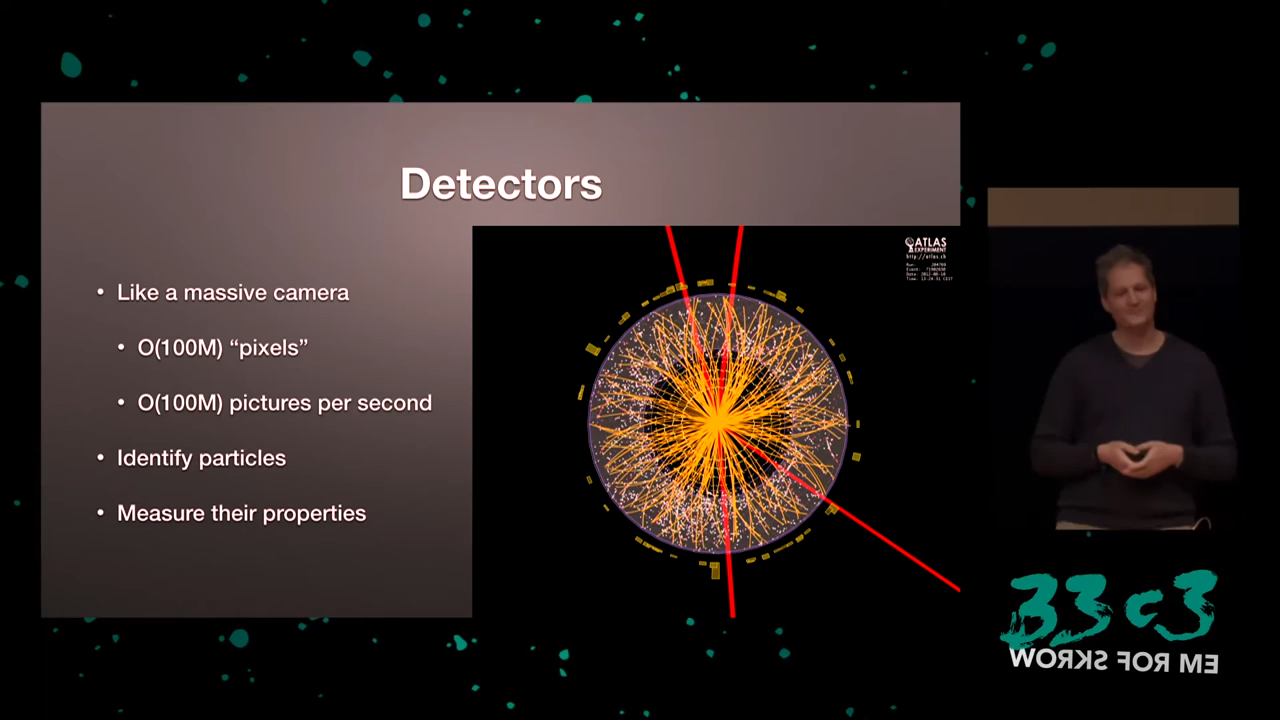 Detectors
• Like a massive camera
• O(100M) “pixels”
• O(100M) pictures per second
• Identify particles
• Measure their properties
ATLAS
EXPERIMENT
http://atlas.ch
33c3
WORKS FOR ME